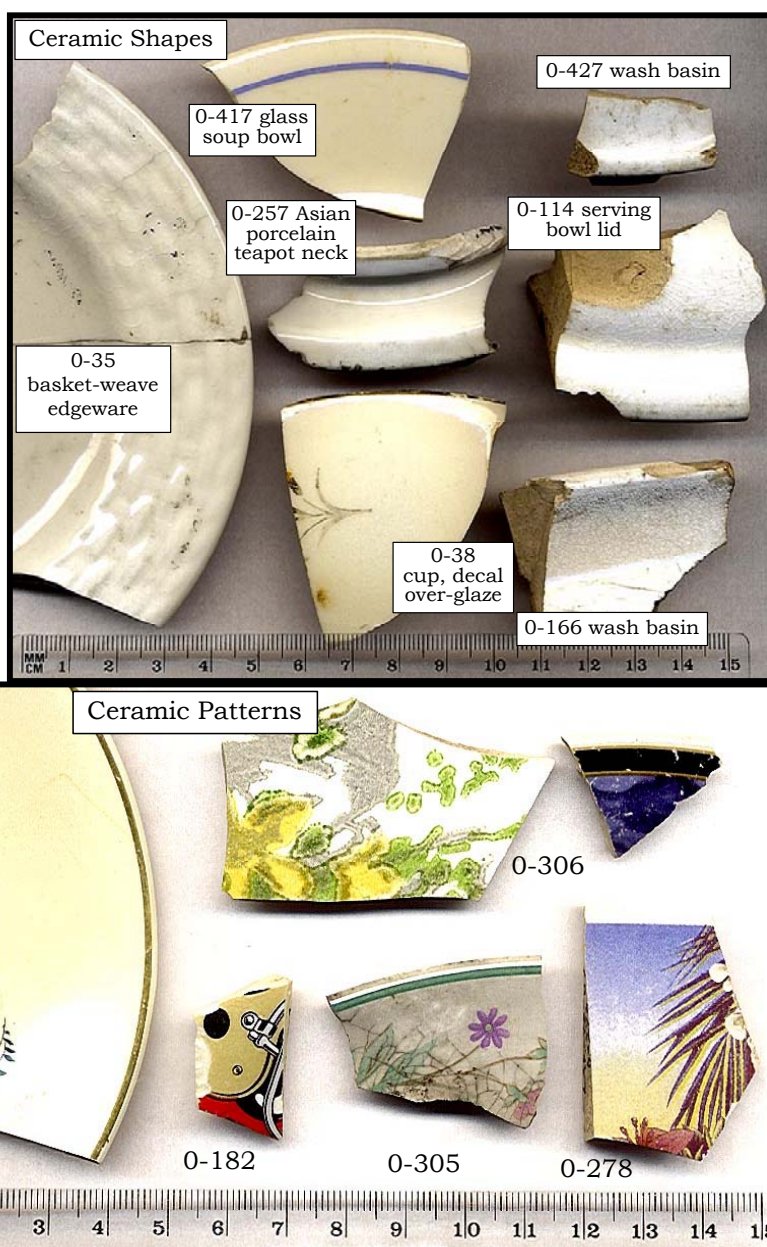 Ceramic Shapes
0-417 glass
soup bowl
0-427 wash basin
0-257 Asian
porcelain
teapot neck
0-114 serving
bowl lid
0-35
basket-weave
edgeware
0-38
cup, decal
over-glaze
0-166 wash basin
MM
CM 1 2 3 4 5 6 7 8 9 10 11 12 13 14 15
Ceramic Patterns
0-306
0-182
0-305
0-278
3 4 5 6 7 8 9 10 11 12 13 14 15